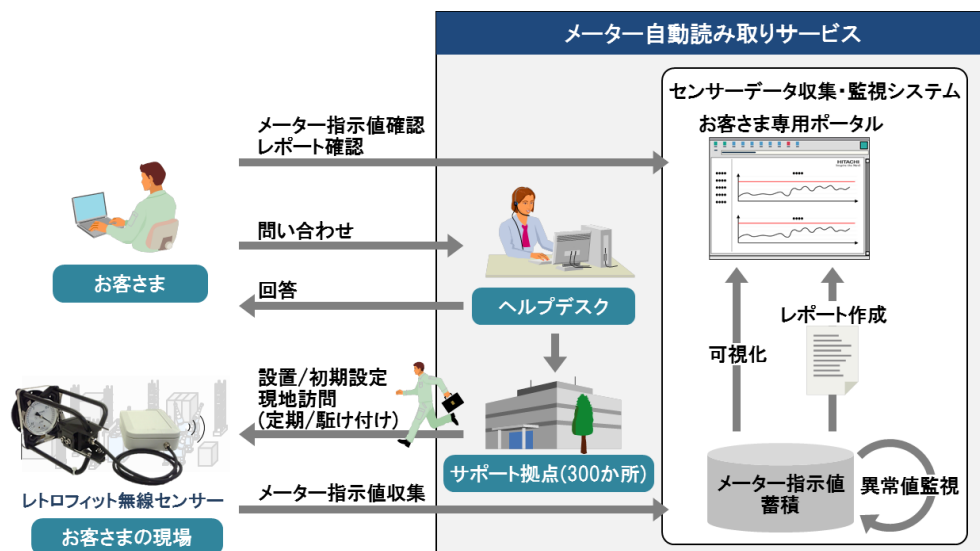 メーター自動読み取りサービス
センサーデータ収集・監視システム
お客さま専用ポータル
HITACHI
メーター指示値確認
レポート確認
問い合わせ
お客さま
回答
ヘルプデスク
レポート作成
可視化
設置/初期設定
現地訪問
(定期/駈け付け)
サポート拠点(300か所)
レトロフィット無線センサー
メーター指示値収集
お客さまの現場
メーター指示値
蓄積
異常値監視